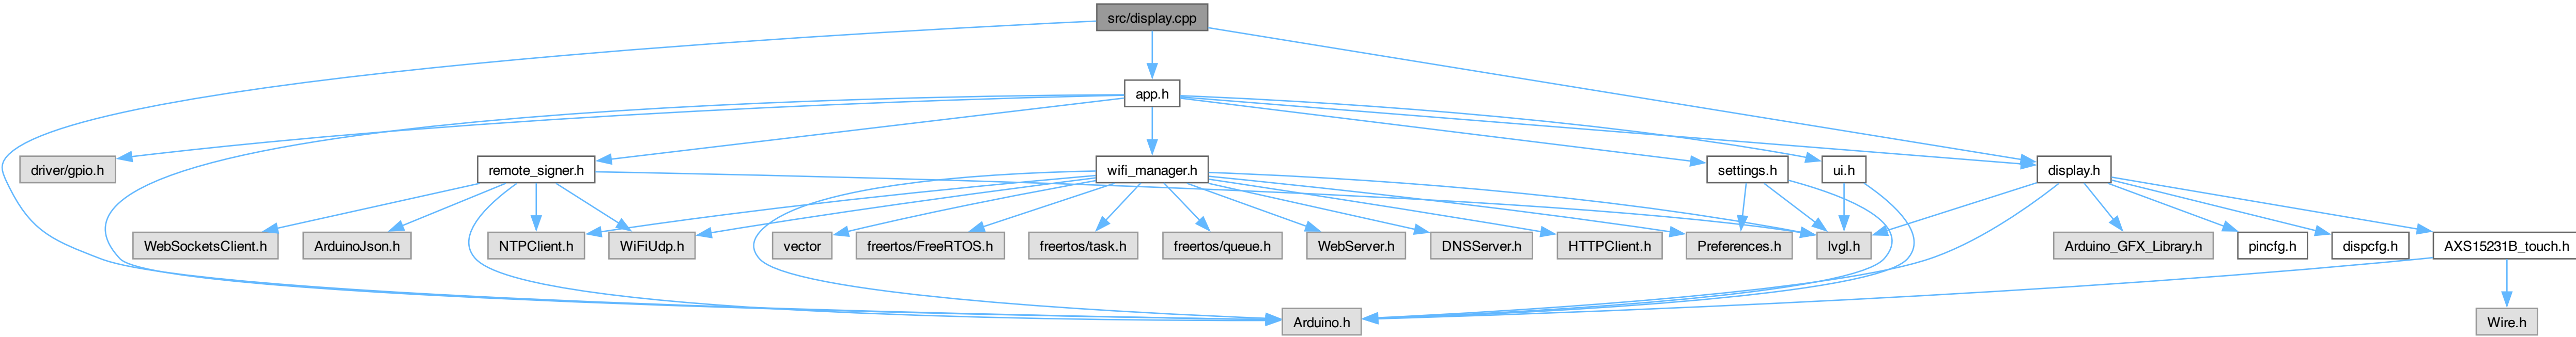 src/display.cpp
app.h
driver/gpio.h
remote_signer.h
wifi_manager.h
settings.h
ui.h
display.h
WebSocketsClient.h
ArduinoJson.h
NTPClient.h
WiFiUdp.h
vector
freertos/FreeRTOS.h
freertos/task.h
freertos/queue.h
WebServer.h
DNSServer.h
HTTPClient.h
Preferences.h
lvgl.h
Arduino_GFX_Library.h
pincfg.h
dispcfg.h
AXS15231B_touch.h
Arduino.h
Wire.h